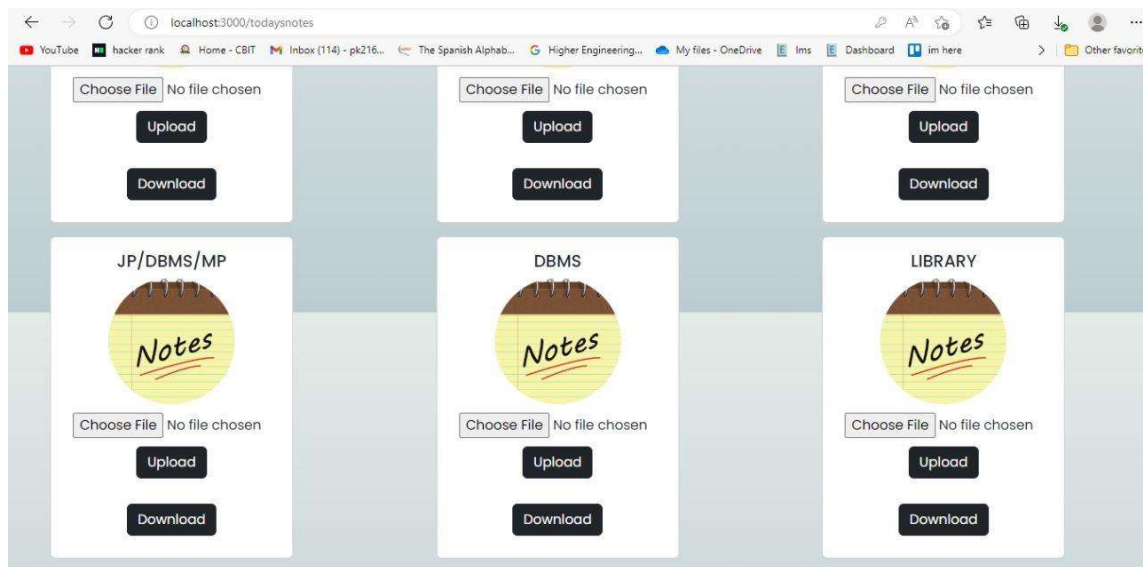 localhost:3000/todaysnotes
YouTube hacker rank Home - CBIT Inbox (114) - pk216... The Spanish Alphab... Higher Engineering... My files - OneDrive lms Dashboard im here Other favorit
Choose File No file chosen Choose File No file chosen Choose File No file chosen
Upload Upload Upload
Download Download Download
JP/DBMS/MP DBMS LIBRARY
Notes Notes Notes
Choose File No file chosen Choose File No file chosen Choose File No file chosen
Upload Upload Upload
Download Download Download